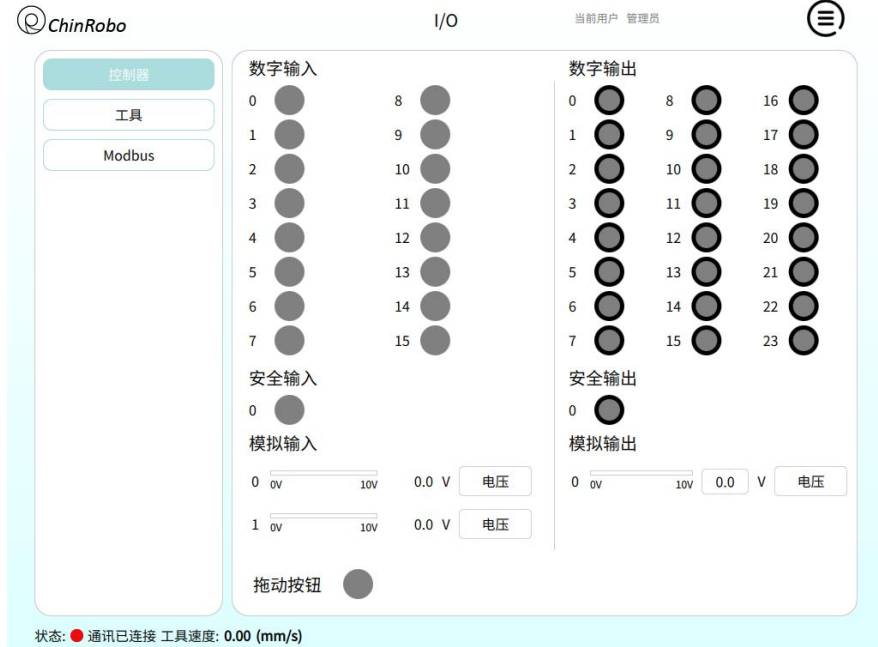 ChinRobo
I/O
当前用户 管理员
控制器
工具
Modbus
数字输入
0 8
1 9
2 10
3 11
4 12
5 13
6 14
7 15
安全输入
0
模拟输入
0 0V 10V 0.0 V 电压
1 0V 10V 0.0 V 电压
拖动按钮
数字输出
0 8 16
1 9 17
2 10 18
3 11 19
4 12 20
5 13 21
6 14 22
7 15 23
安全输出
0
模拟输出
0 0V 10V 0.0 V 电压
状态: 通讯已连接 工具速度: 0.00 (mm/s)